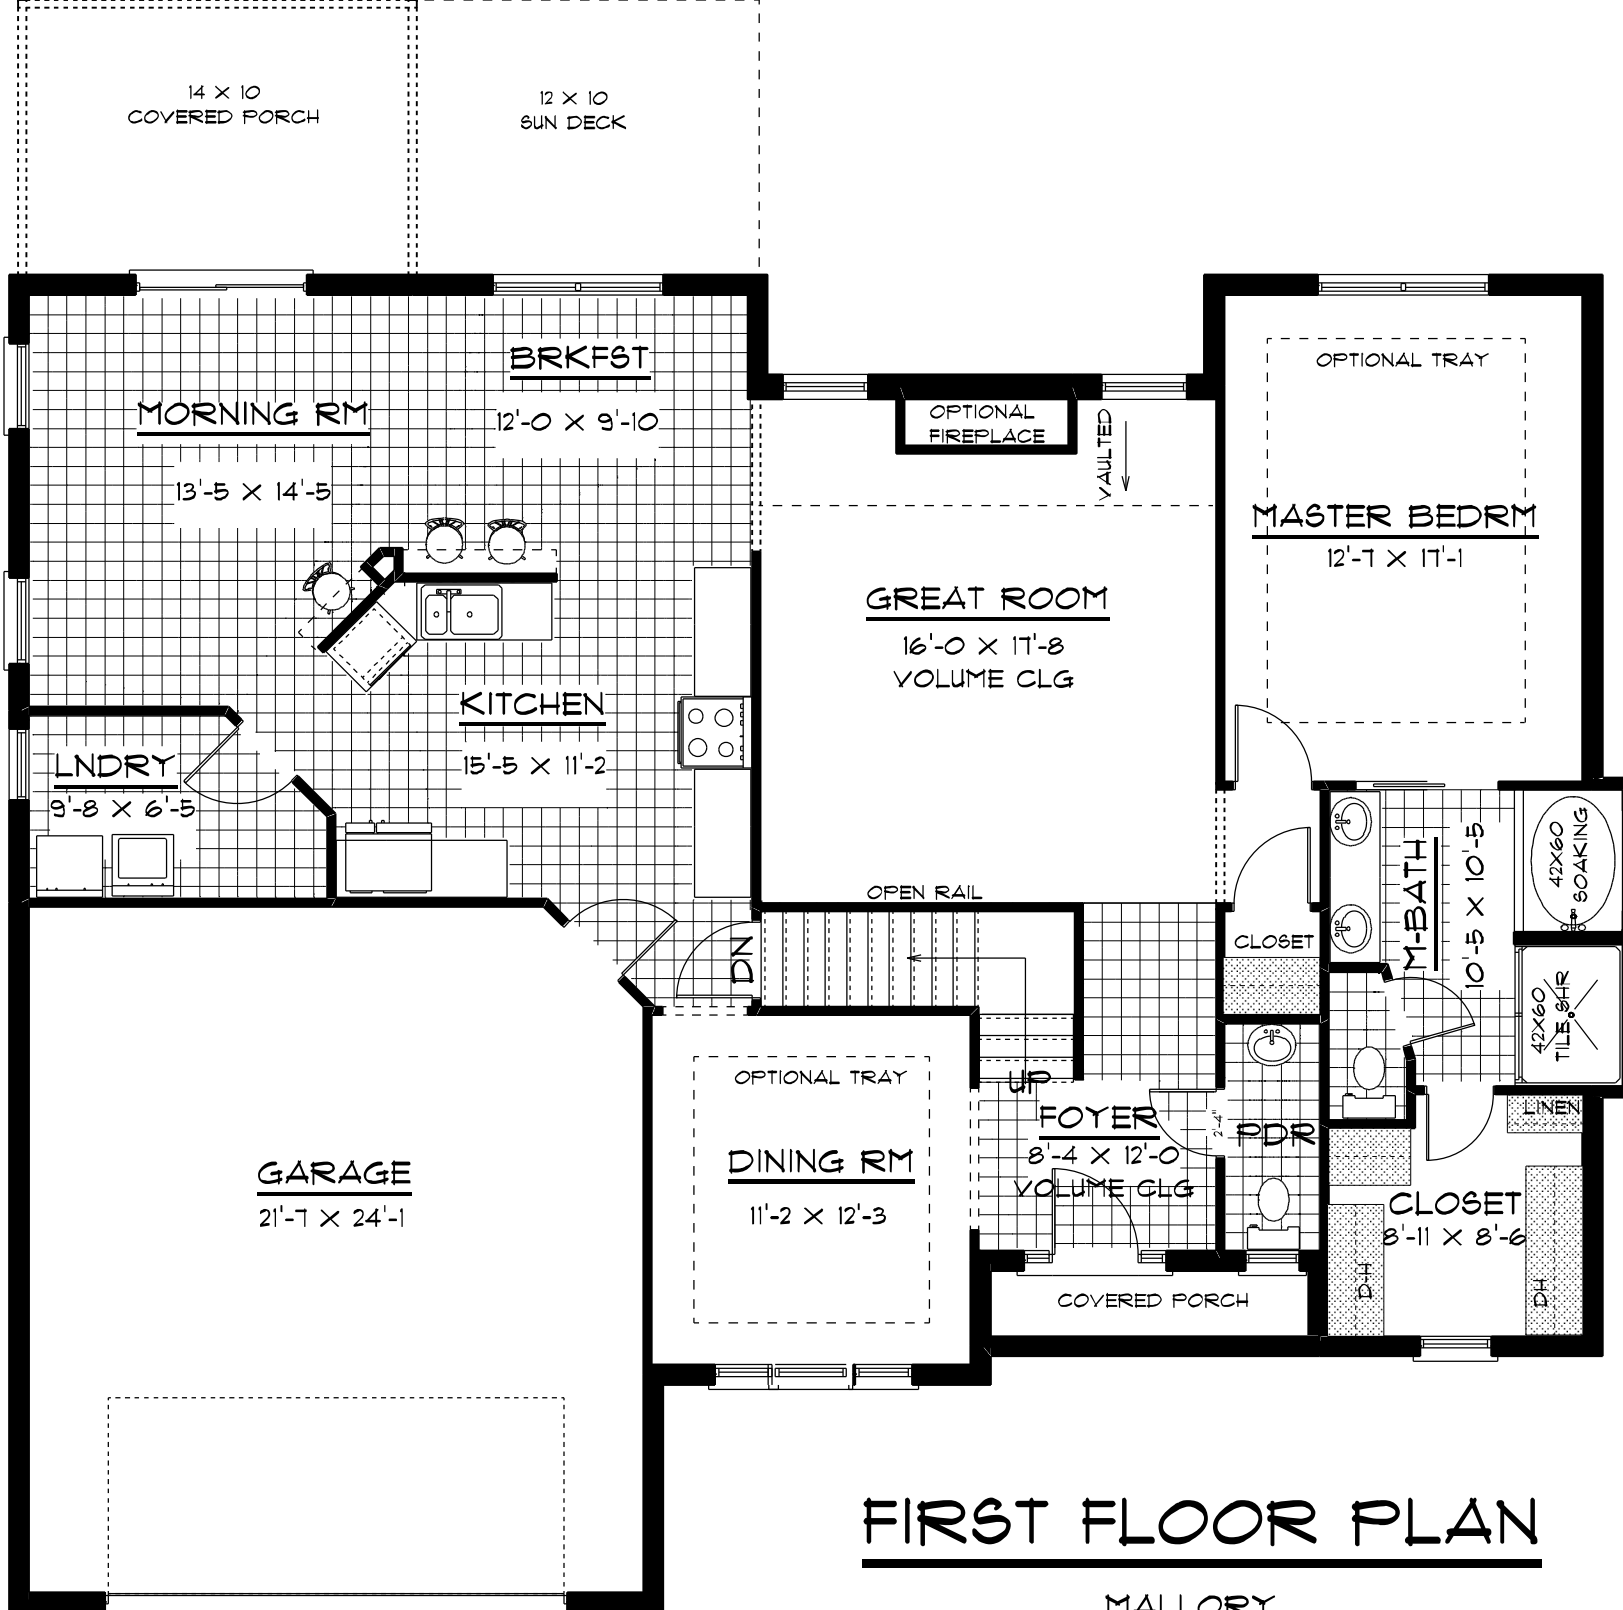 14 X 10
COVERED PORCH
12 X 10
SUN DECK
BRKFST
12'-0 X 9'-10
MORNING RM
13'-5 X 14'-5
OPTIONAL
FIREPLACE
VAULTED
OPTIONAL TRAY
MASTER BEDRM
12'-7 X 17'-1
GREAT ROOM
16'-0 X 17'-8
VOLUME CLG
KITCHEN
15'-5 X 11'-2
LNDRY
9'-8 X 6'-5
OPEN RAIL
DN
CLOSET
M-BATH
10'-5 X 10'-5
42X60
SOAKING
42X60
TILE SHR
OPTIONAL TRAY
UP
FOYER
8'-4 X 12'-0
VOLUME CLG
2'-4"
PDR
LINEN
DINING RM
11'-2 X 12'-3
GARAGE
21'-7 X 24'-1
CLOSET
8'-11 X 8'-6
D-H
DH
COVERED PORCH
FIRST FLOOR PLAN
MALLORY